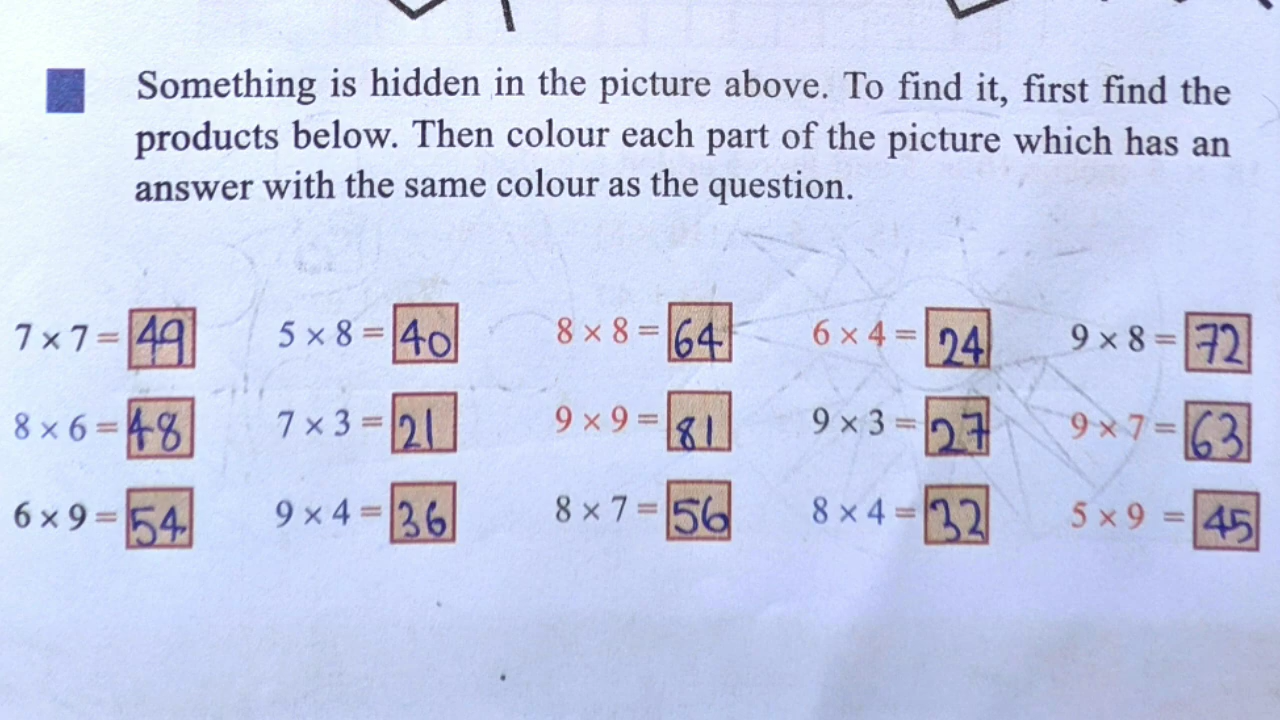 Something is hidden in the picture above. To find it, first find the
products below. Then colour each part of the picture which has an
answer with the same colour as the question.
7 × 7 = 49 5 × 8 = 40 8 × 8 = 64 6 × 4 = 24 9 × 8 = 72
8 × 6 = 48 7 × 3 = 21 9 × 9 = 81 9 × 3 = 27 9 × 7 = 63
6 × 9 = 54 9 × 4 = 36 8 × 7 = 56 8 × 4 = 32 5 × 9 = 45